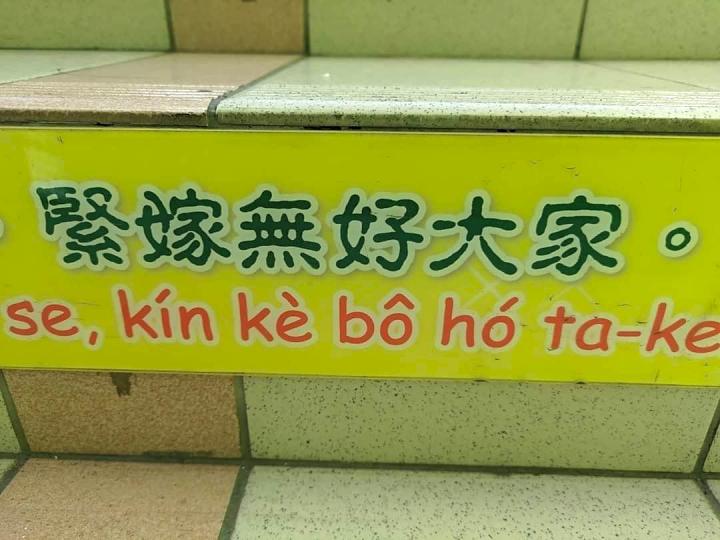 緊嫁無好大家。
se, kín kè bô hó ta-ke